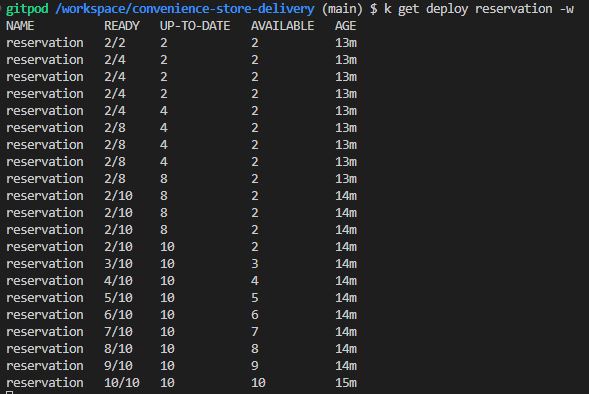 gitpod /workspace/convenience-store-delivery (main) $ k get deploy reservation -w
NAME READY UP-TO-DATE AVAILABLE AGE
reservation 2/2 2 2 13m
reservation 2/4 2 2 13m
reservation 2/4 2 2 13m
reservation 2/4 2 2 13m
reservation 2/4 4 2 13m
reservation 2/8 4 2 13m
reservation 2/8 4 2 13m
reservation 2/8 4 2 13m
reservation 2/8 8 2 13m
reservation 2/10 8 2 14m
reservation 2/10 8 2 14m
reservation 2/10 8 2 14m
reservation 2/10 10 2 14m
reservation 3/10 10 3 14m
reservation 4/10 10 4 14m
reservation 5/10 10 5 14m
reservation 6/10 10 6 14m
reservation 7/10 10 7 14m
reservation 8/10 10 8 14m
reservation 9/10 10 9 14m
reservation 10/10 10 10 15m